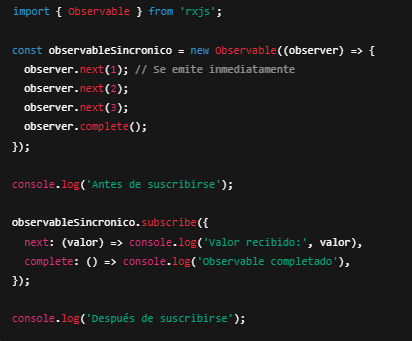 import { Observable } from 'rxjs';
const observableSincronico = new Observable((observer) => {
observer.next(1); // Se emite inmediatamente
observer.next(2);
observer.next(3);
observer.complete();
});
console.log('Antes de suscribirse');
observableSincronico.subscribe({
next: (valor) => console.log('Valor recibido:', valor),
complete: () => console.log('Observable completado'),
});
console.log('Después de suscribirse');